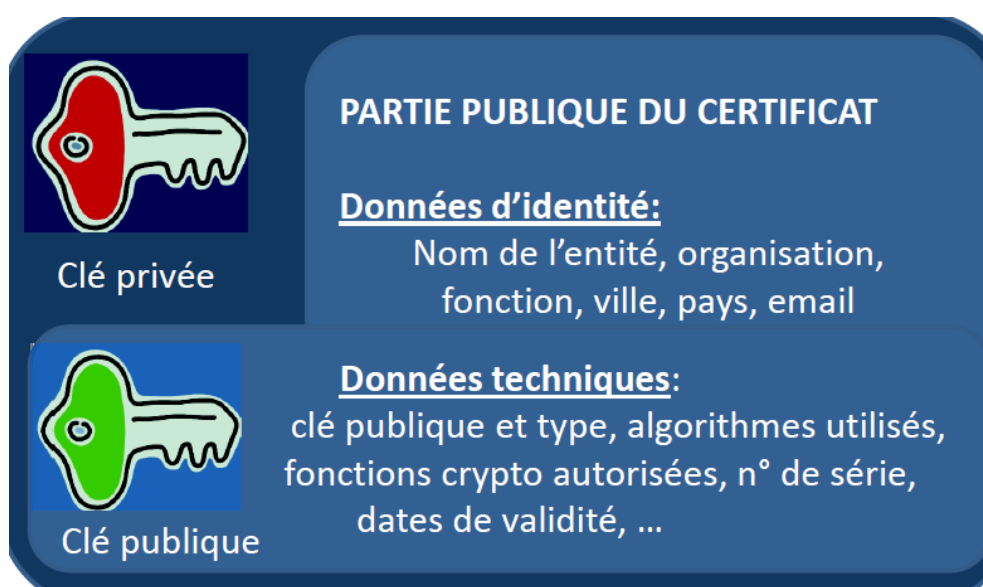 PARTIE PUBLIQUE DU CERTIFICAT
Données d’identité:
Nom de l’entité, organisation,
fonction, ville, pays, email
Clé privée
Données techniques:
clé publique et type, algorithmes utilisés,
fonctions crypto autorisées, n° de série,
dates de validité, ...
Clé publique